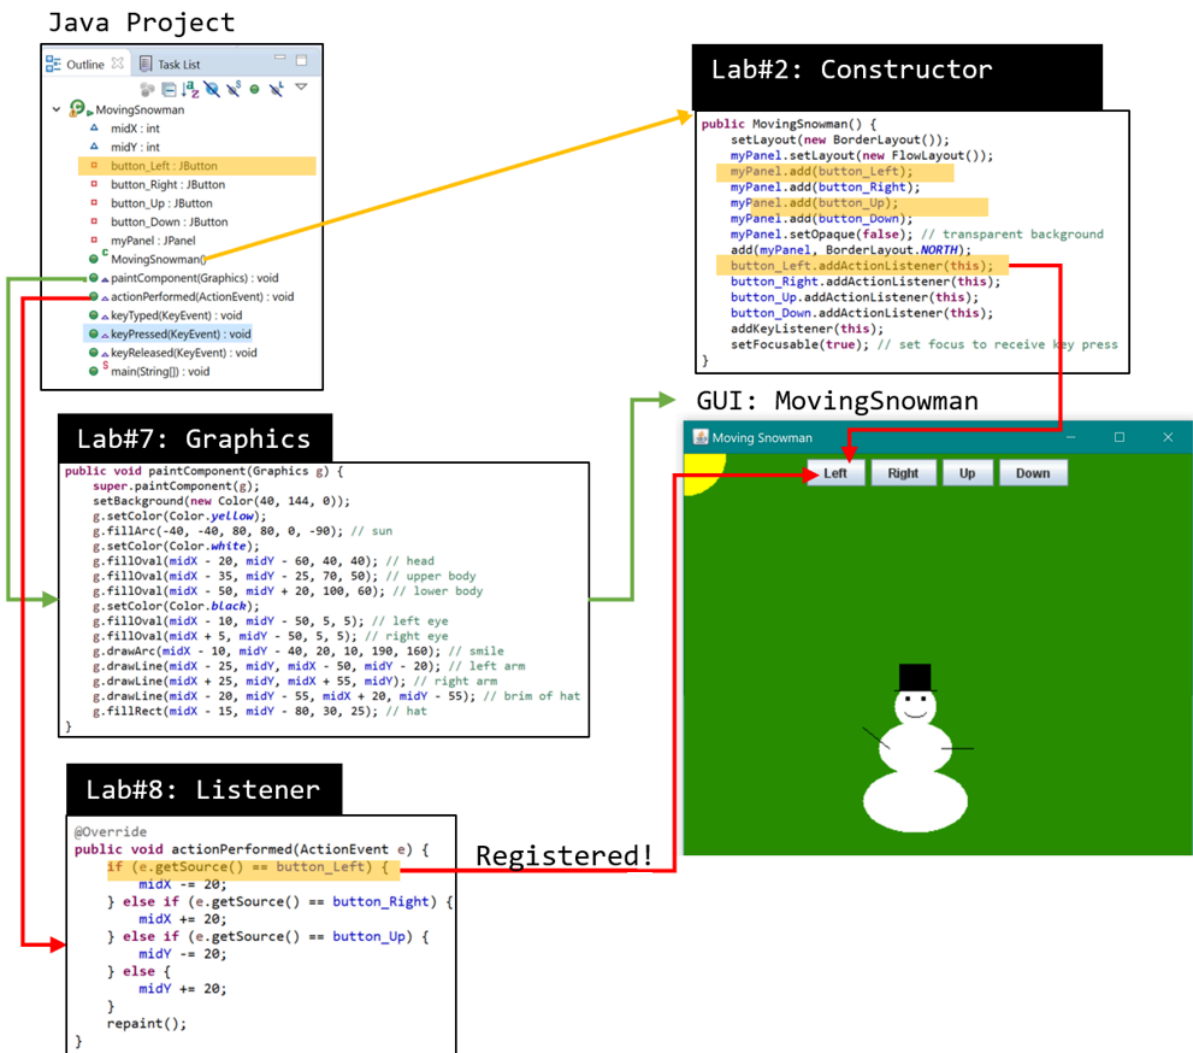 Java Project
Outline
Task List
MovingSnowman
midX : int
midY : int
button_Left : JButton
button_Right : JButton
button_Up : JButton
button_Down : JButton
myPanel : JPanel
MovingSnowman()
paintComponent(Graphics) : void
actionPerformed(ActionEvent) : void
keyTyped(KeyEvent) : void
keyPressed(KeyEvent) : void
keyReleased(KeyEvent) : void
main(String[]) : void
Lab#2: Constructor
public MovingSnowman() {
    setLayout(new BorderLayout());
    myPanel.setLayout(new FlowLayout());
    myPanel.add(button_Left);
    myPanel.add(button_Right);
    myPanel.add(button_Up);
    myPanel.add(button_Down);
    myPanel.setOpaque(false); // transparent background
    add(myPanel, BorderLayout.NORTH);
    button_Left.addActionListener(this);
    button_Right.addActionListener(this);
    button_Up.addActionListener(this);
    button_Down.addActionListener(this);
    addKeyListener(this);
    setFocusable(true); // set focus to receive key press
}
Lab#7: Graphics
public void paintComponent(Graphics g) {
    super.paintComponent(g);
    setBackground(new Color(40, 144, 0));
    g.setColor(Color.yellow);
    g.fillArc(-40, -40, 80, 80, 0, -90); // sun
    g.setColor(Color.white);
    g.fillOval(midX - 20, midY - 60, 40, 40); // head
    g.fillOval(midX - 35, midY - 25, 70, 50); // upper body
    g.fillOval(midX - 50, midY + 20, 100, 60); // lower body
    g.setColor(Color.black);
    g.fillOval(midX - 10, midY - 50, 5, 5); // left eye
    g.fillOval(midX + 5, midY - 50, 5, 5); // right eye
    g.drawArc(midX - 10, midY - 40, 20, 10, 190, 160); // smile
    g.drawLine(midX - 25, midY, midX - 50, midY - 20); // left arm
    g.drawLine(midX + 25, midY, midX + 55, midY); // right arm
    g.drawLine(midX - 20, midY - 55, midX + 20, midY - 55); // brim of hat
    g.fillRect(midX - 15, midY - 80, 30, 25); // hat
}
GUI: MovingSnowman
Moving Snowman
Left Right Up Down
Lab#8: Listener
@Override
public void actionPerformed(ActionEvent e) {
    if (e.getSource() == button_Left) {
        midX -= 20;
    } else if (e.getSource() == button_Right) {
        midX += 20;
    } else if (e.getSource() == button_Up) {
        midY -= 20;
    } else {
        midY += 20;
    }
    repaint();
}
Registered!